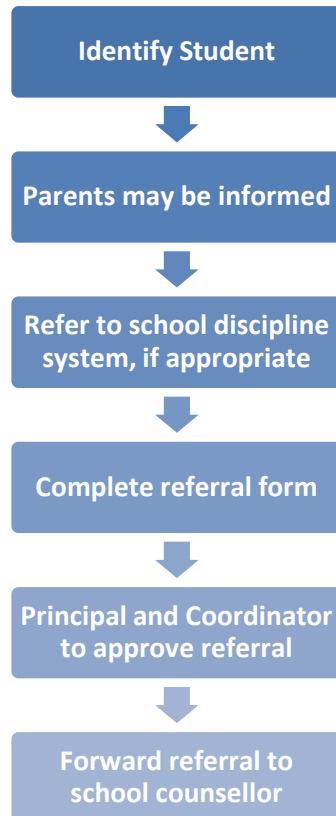 Identify Student
Parents may be informed
Refer to school discipline
system, if appropriate
Complete referral form
Principal and Coordinator
to approve referral
Forward referral to
school counsellor